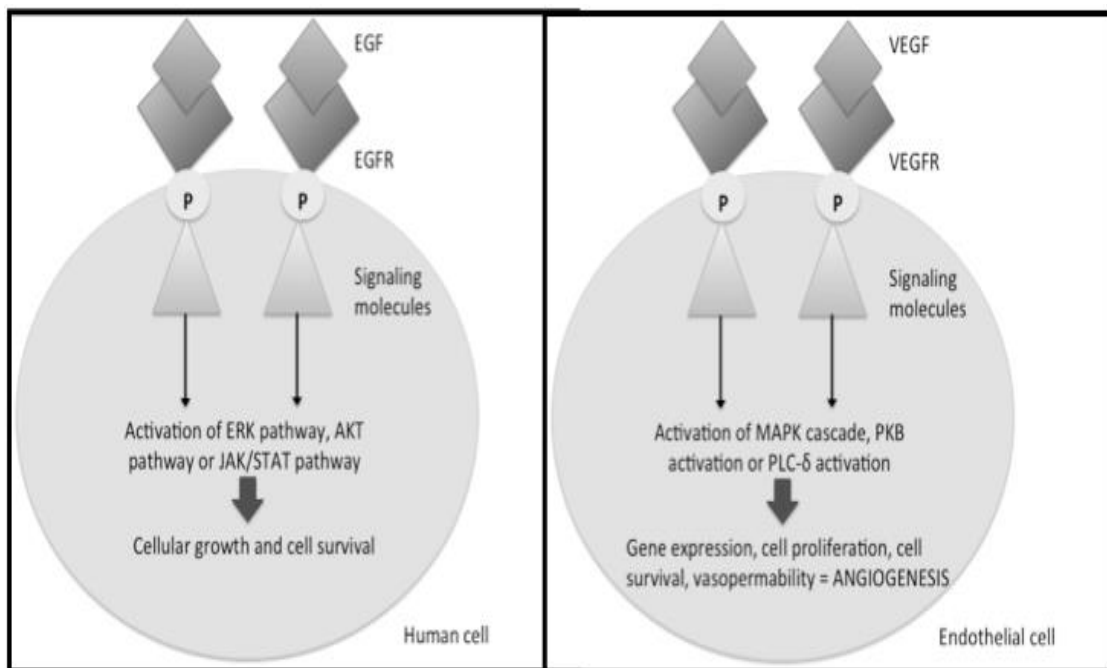 EGF
EGFR
P
P
Signaling
molecules
Activation of ERK pathway, AKT
pathway or JAK/STAT pathway
Cellular growth and cell survival
Human cell
VEGF
VEGFR
P
P
Signaling
molecules
Activation of MAPK cascade, PKB
activation or PLC-δ activation
Gene expression, cell proliferation, cell
survival, vasopermability = ANGIOGENESIS
Endothelial cell